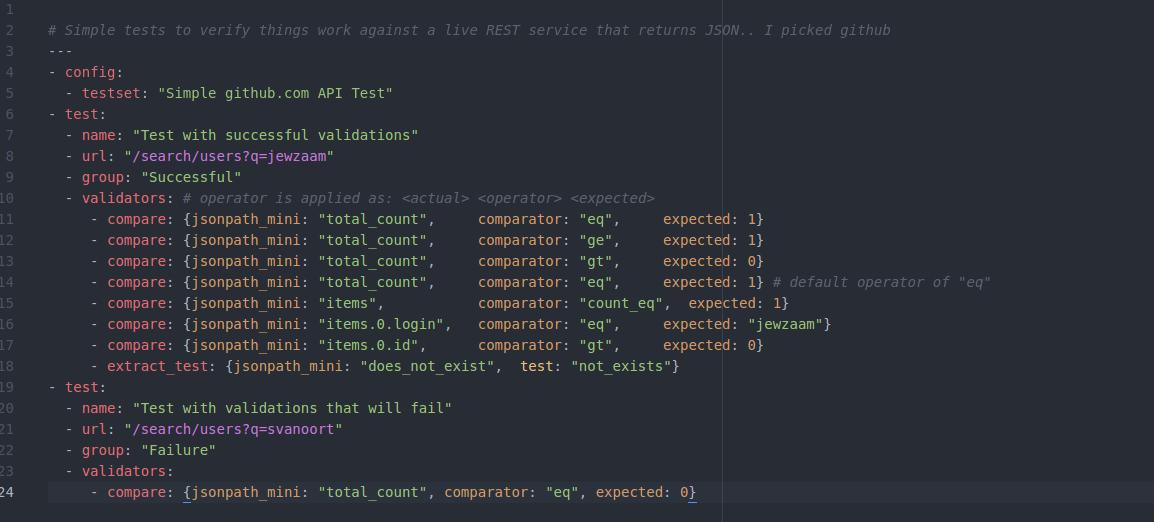 1
2 # Simple tests to verify things work against a live REST service that returns JSON.. I picked github
3 ---
4 - config:
5   - testset: "Simple github.com API Test"
6 - test:
7   - name: "Test with successful validations"
8   - url: "/search/users?q=jewzaam"
9   - group: "Successful"
10   - validators: # operator is applied as: <actual> <operator> <expected>
11      - compare: {jsonpath_mini: "total_count",     comparator: "eq",     expected: 1}
12      - compare: {jsonpath_mini: "total_count",     comparator: "ge",     expected: 1}
13      - compare: {jsonpath_mini: "total_count",     comparator: "gt",     expected: 0}
14      - compare: {jsonpath_mini: "total_count",     comparator: "eq",     expected: 1} # default operator of "eq"
15      - compare: {jsonpath_mini: "items",           comparator: "count_eq",  expected: 1}
16      - compare: {jsonpath_mini: "items.0.login",   comparator: "eq",     expected: "jewzaam"}
17      - compare: {jsonpath_mini: "items.0.id",      comparator: "gt",     expected: 0}
18      - extract_test: {jsonpath_mini: "does_not_exist",  test: "not_exists"}
19 - test:
20   - name: "Test with validations that will fail"
21   - url: "/search/users?q=svanoort"
22   - group: "Failure"
23   - validators:
24      - compare: {jsonpath_mini: "total_count", comparator: "eq", expected: 0}